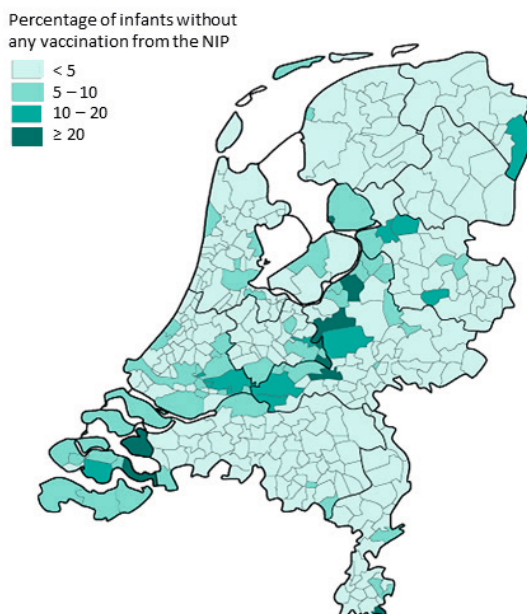 Percentage of infants without
any vaccination from the NIP
< 5
5 – 10
10 – 20
≥ 20